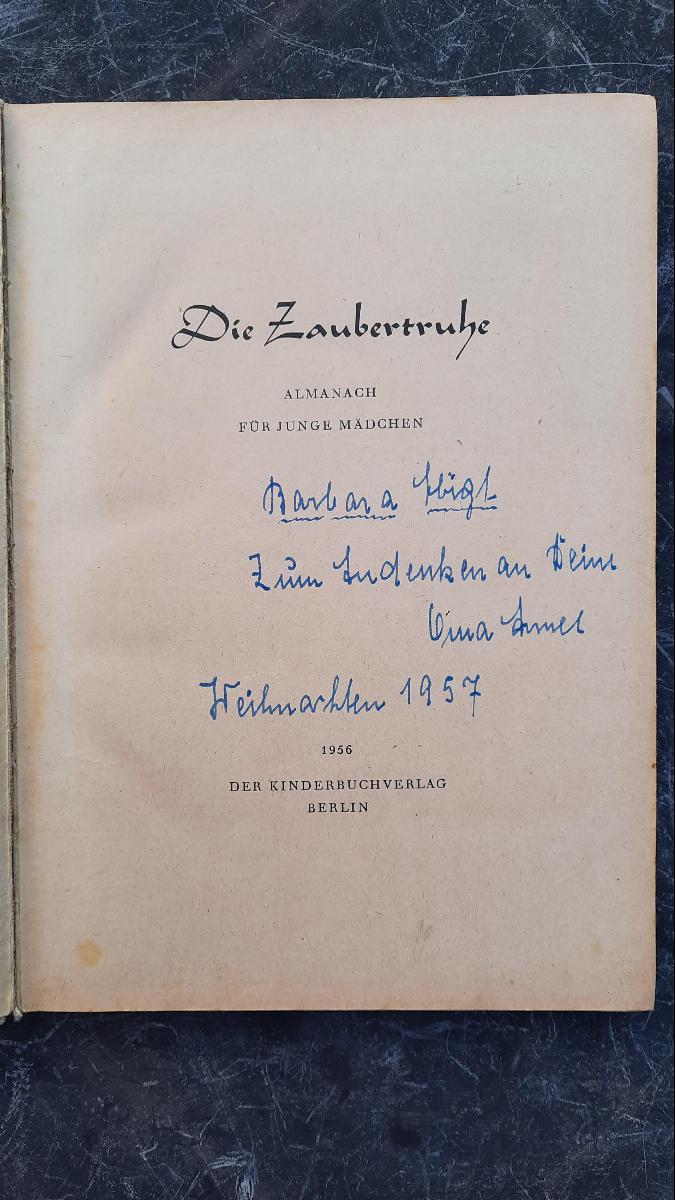 Die Zaubertruhe
ALMANACH
FÜR JUNGE MÄDCHEN
Barbara
Zum Andenken an Deine
Weihnachten 1957
1956
DER KINDERBUCHVERLAG
BERLIN